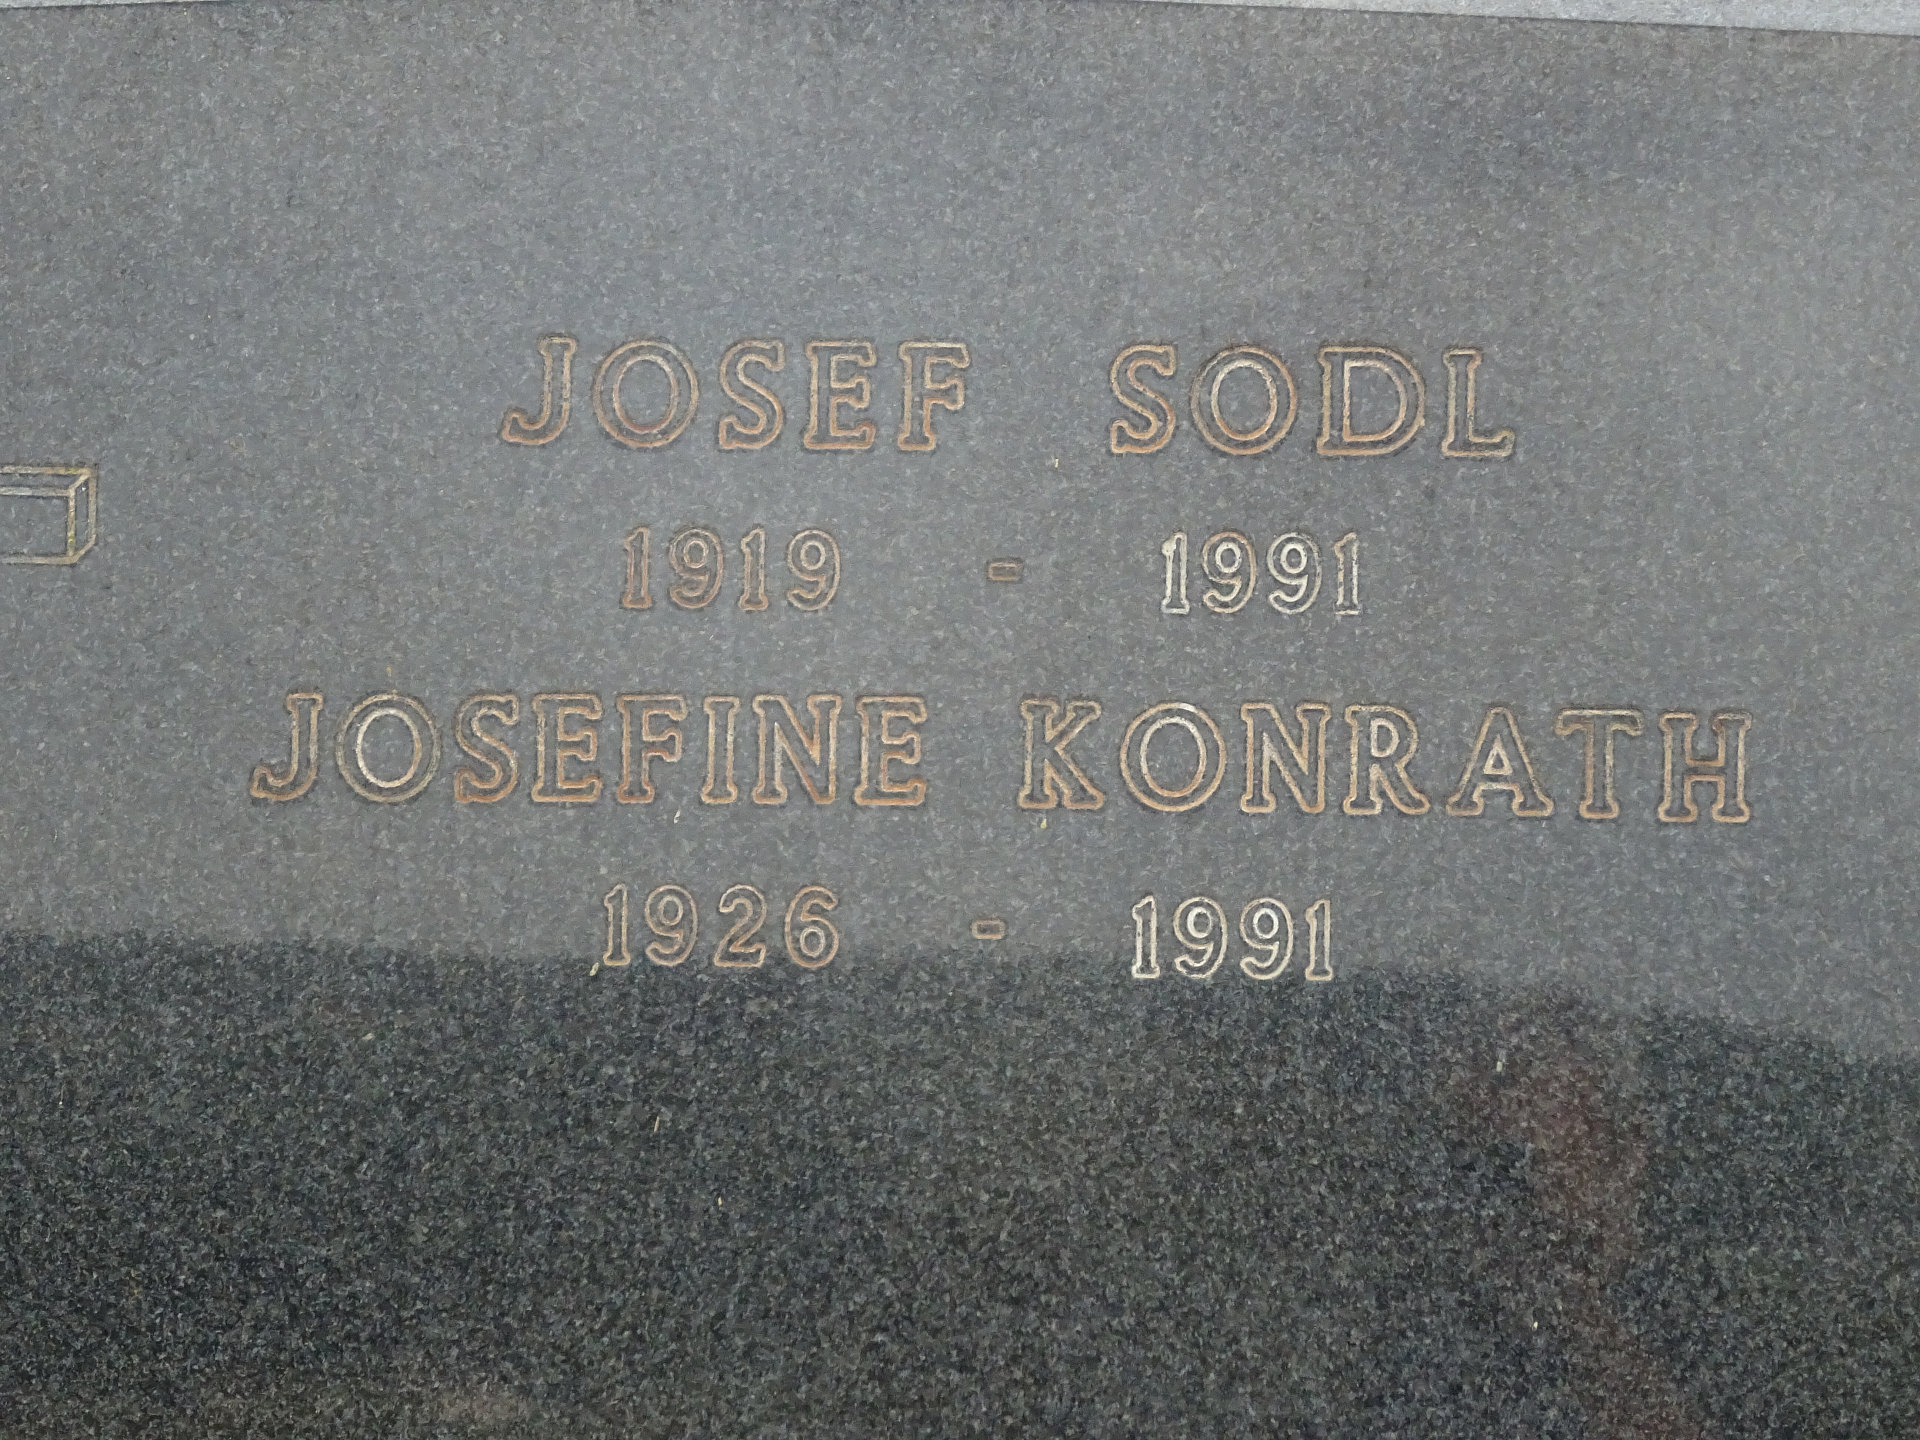 JOSEF SODL
1919 - 1991
JOSEFINE KONRATH
1926 - 1991